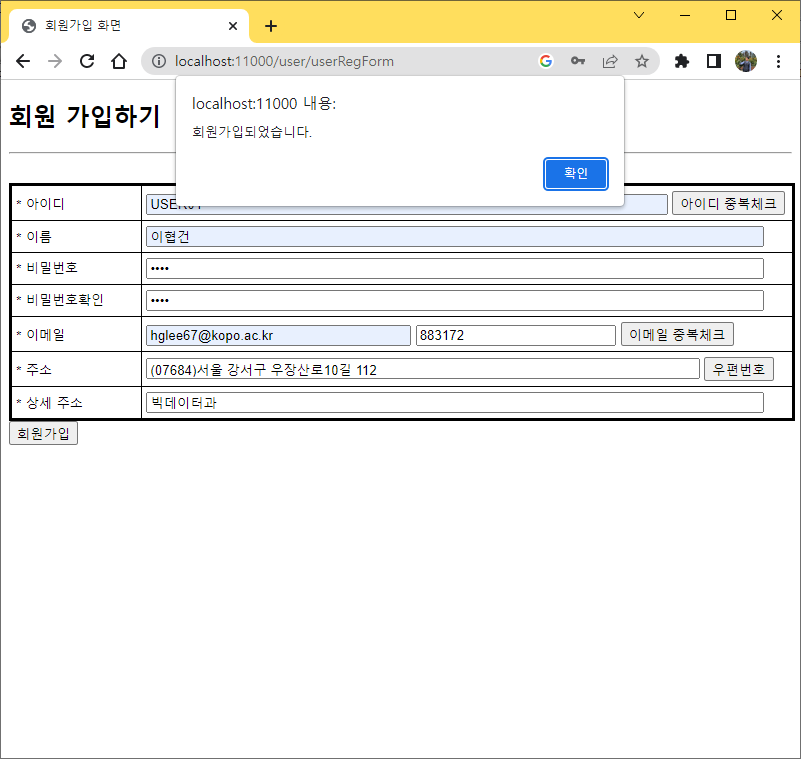 회원가입 화면
localhost:11000/user/userRegForm
localhost:11000 내용:
회원가입되었습니다.
확인
회원 가입하기
* 아이디 아이디 중복체크
* 이름 이협건
* 비밀번호 ••••
* 비밀번호확인 ••••
* 이메일 hglee67@kopo.ac.kr 883172 이메일 중복체크
* 주소 (07684)서울 강서구 우장산로10길 112 우편번호
* 상세 주소 빅데이터과
회원가입